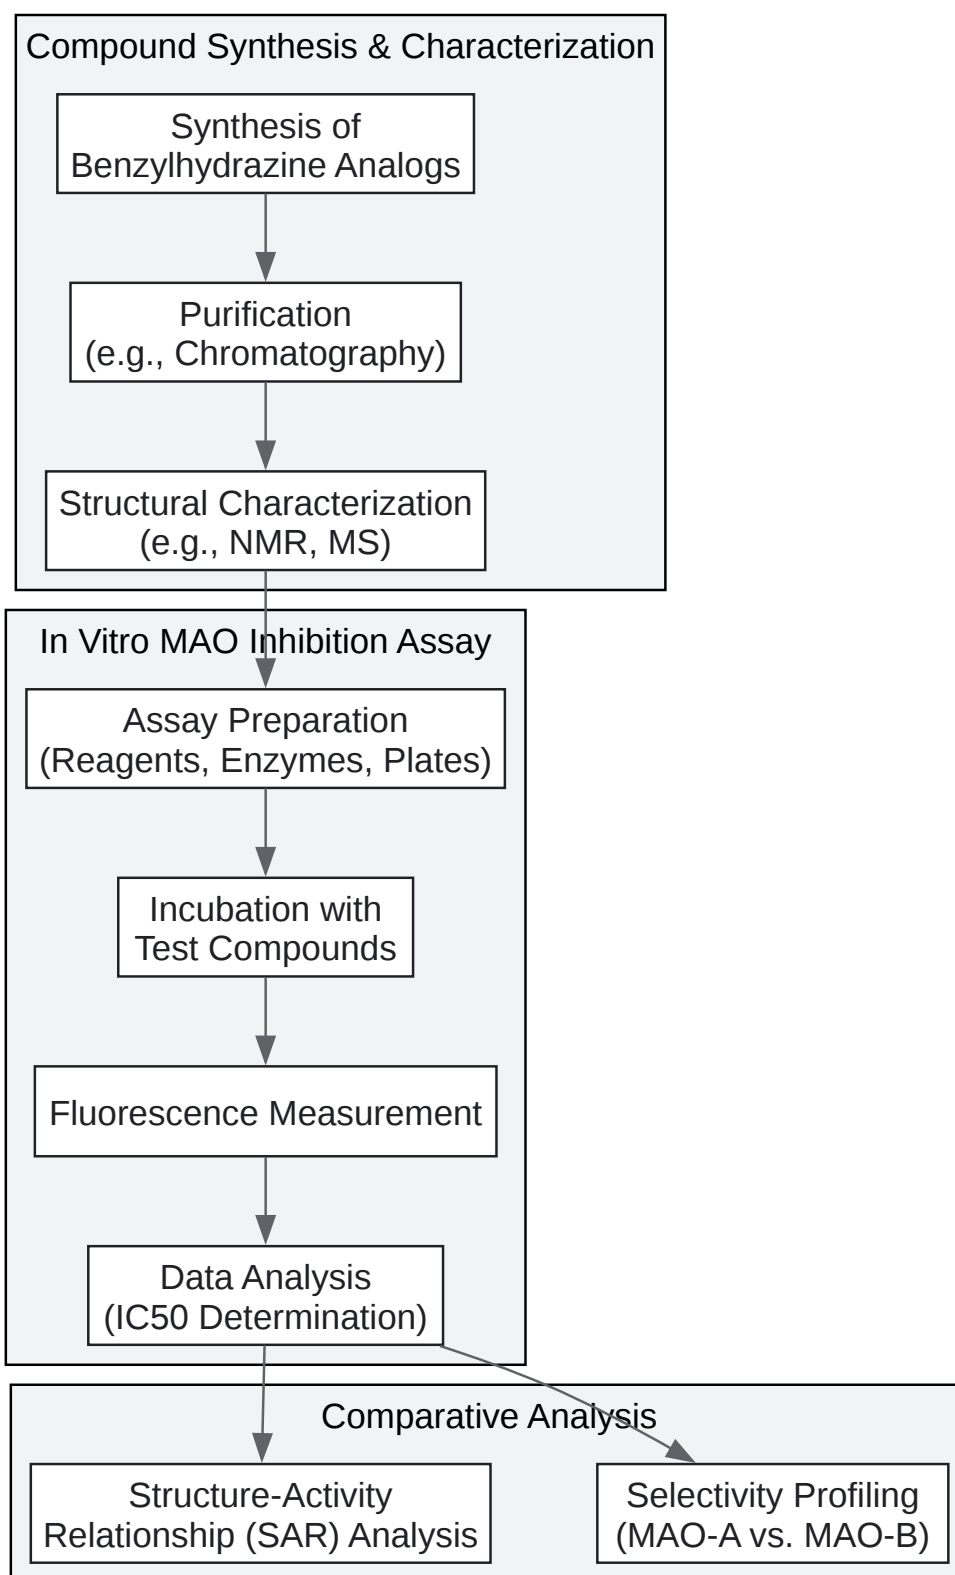 Compound Synthesis & Characterization
Synthesis of
Benzylhydrazine Analogs
Purification
(e.g., Chromatography)
Structural Characterization
(e.g., NMR, MS)
In Vitro MAO Inhibition Assay
Assay Preparation
(Reagents, Enzymes, Plates)
Incubation with
Test Compounds
Fluorescence Measurement
Data Analysis
(IC50 Determination)
Comparative Analysis
Structure-Activity
Relationship (SAR) Analysis
Selectivity Profiling
(MAO-A vs. MAO-B)